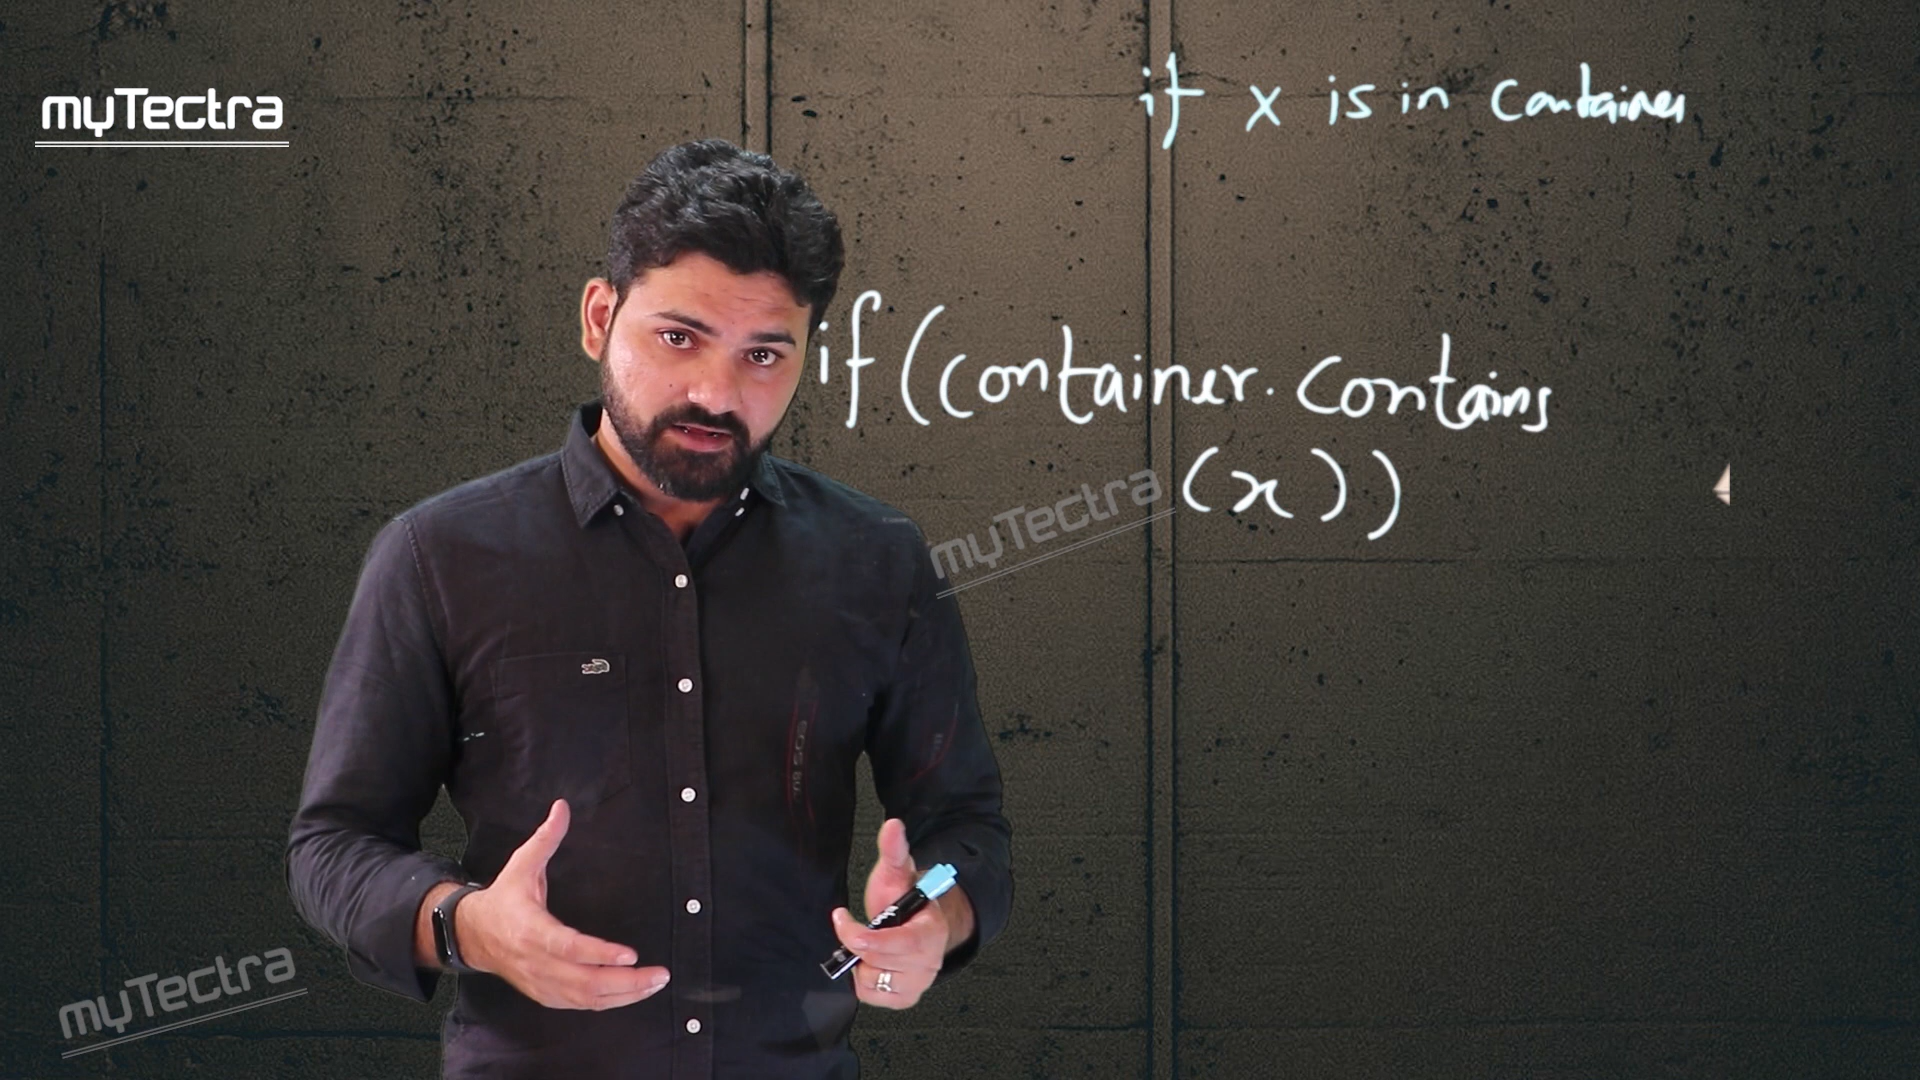 myTectra
if x is in container
if (container. contains
(x))
myTectra
myTectra